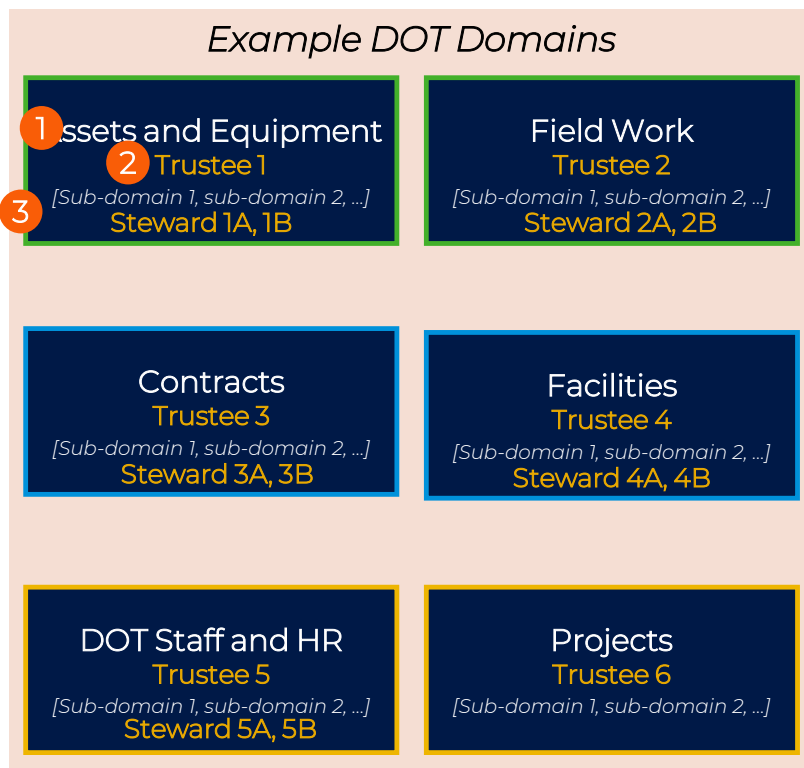 Example DOT Domains
1 ssets and Equipment
2 Trustee 1
[Sub-domain 1, sub-domain 2, ...]
3 Steward 1A, 1B
Field Work
Trustee 2
[Sub-domain 1, sub-domain 2, ...]
Steward 2A, 2B
Contracts
Trustee 3
[Sub-domain 1, sub-domain 2, ...]
Steward 3A, 3B
Facilities
Trustee 4
[Sub-domain 1, sub-domain 2, ...]
Steward 4A, 4B
DOT Staff and HR
Trustee 5
[Sub-domain 1, sub-domain 2, ...]
Steward 5A, 5B
Projects
Trustee 6
[Sub-domain 1, sub-domain 2, ...]